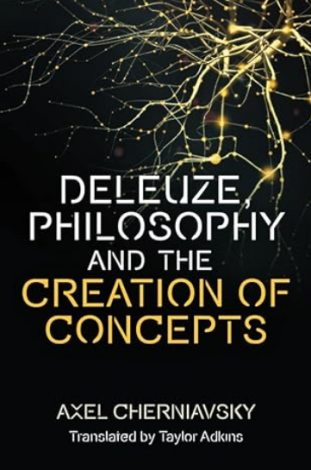 DELEUZE,
PHILOSOPHY
AND THE
CREATION OF
CONCEPTS
AXEL CHERNIAVSKY
Translated by Taylor Adkins